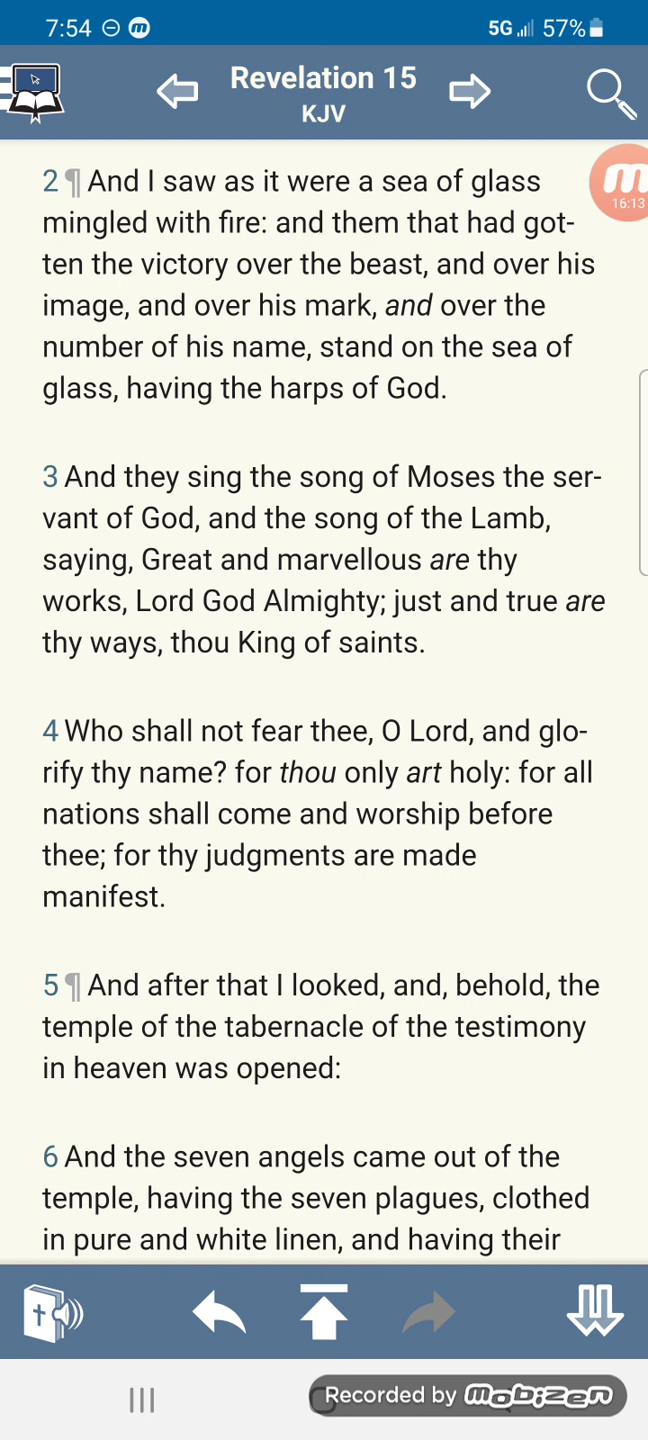 7:54
5G 57%
Revelation 15
KJV
16:13
2 ¶ And I saw as it were a sea of glass
mingled with fire: and them that had got-
ten the victory over the beast, and over his
image, and over his mark, and over the
number of his name, stand on the sea of
glass, having the harps of God.
3 And they sing the song of Moses the ser-
vant of God, and the song of the Lamb,
saying, Great and marvellous are thy
works, Lord God Almighty; just and true are
thy ways, thou King of saints.
4 Who shall not fear thee, O Lord, and glo-
rify thy name? for thou only art holy: for all
nations shall come and worship before
thee; for thy judgments are made
manifest.
5 ¶ And after that I looked, and, behold, the
temple of the tabernacle of the testimony
in heaven was opened:
6 And the seven angels came out of the
temple, having the seven plagues, clothed
in pure and white linen, and having their
Recorded by mobizen